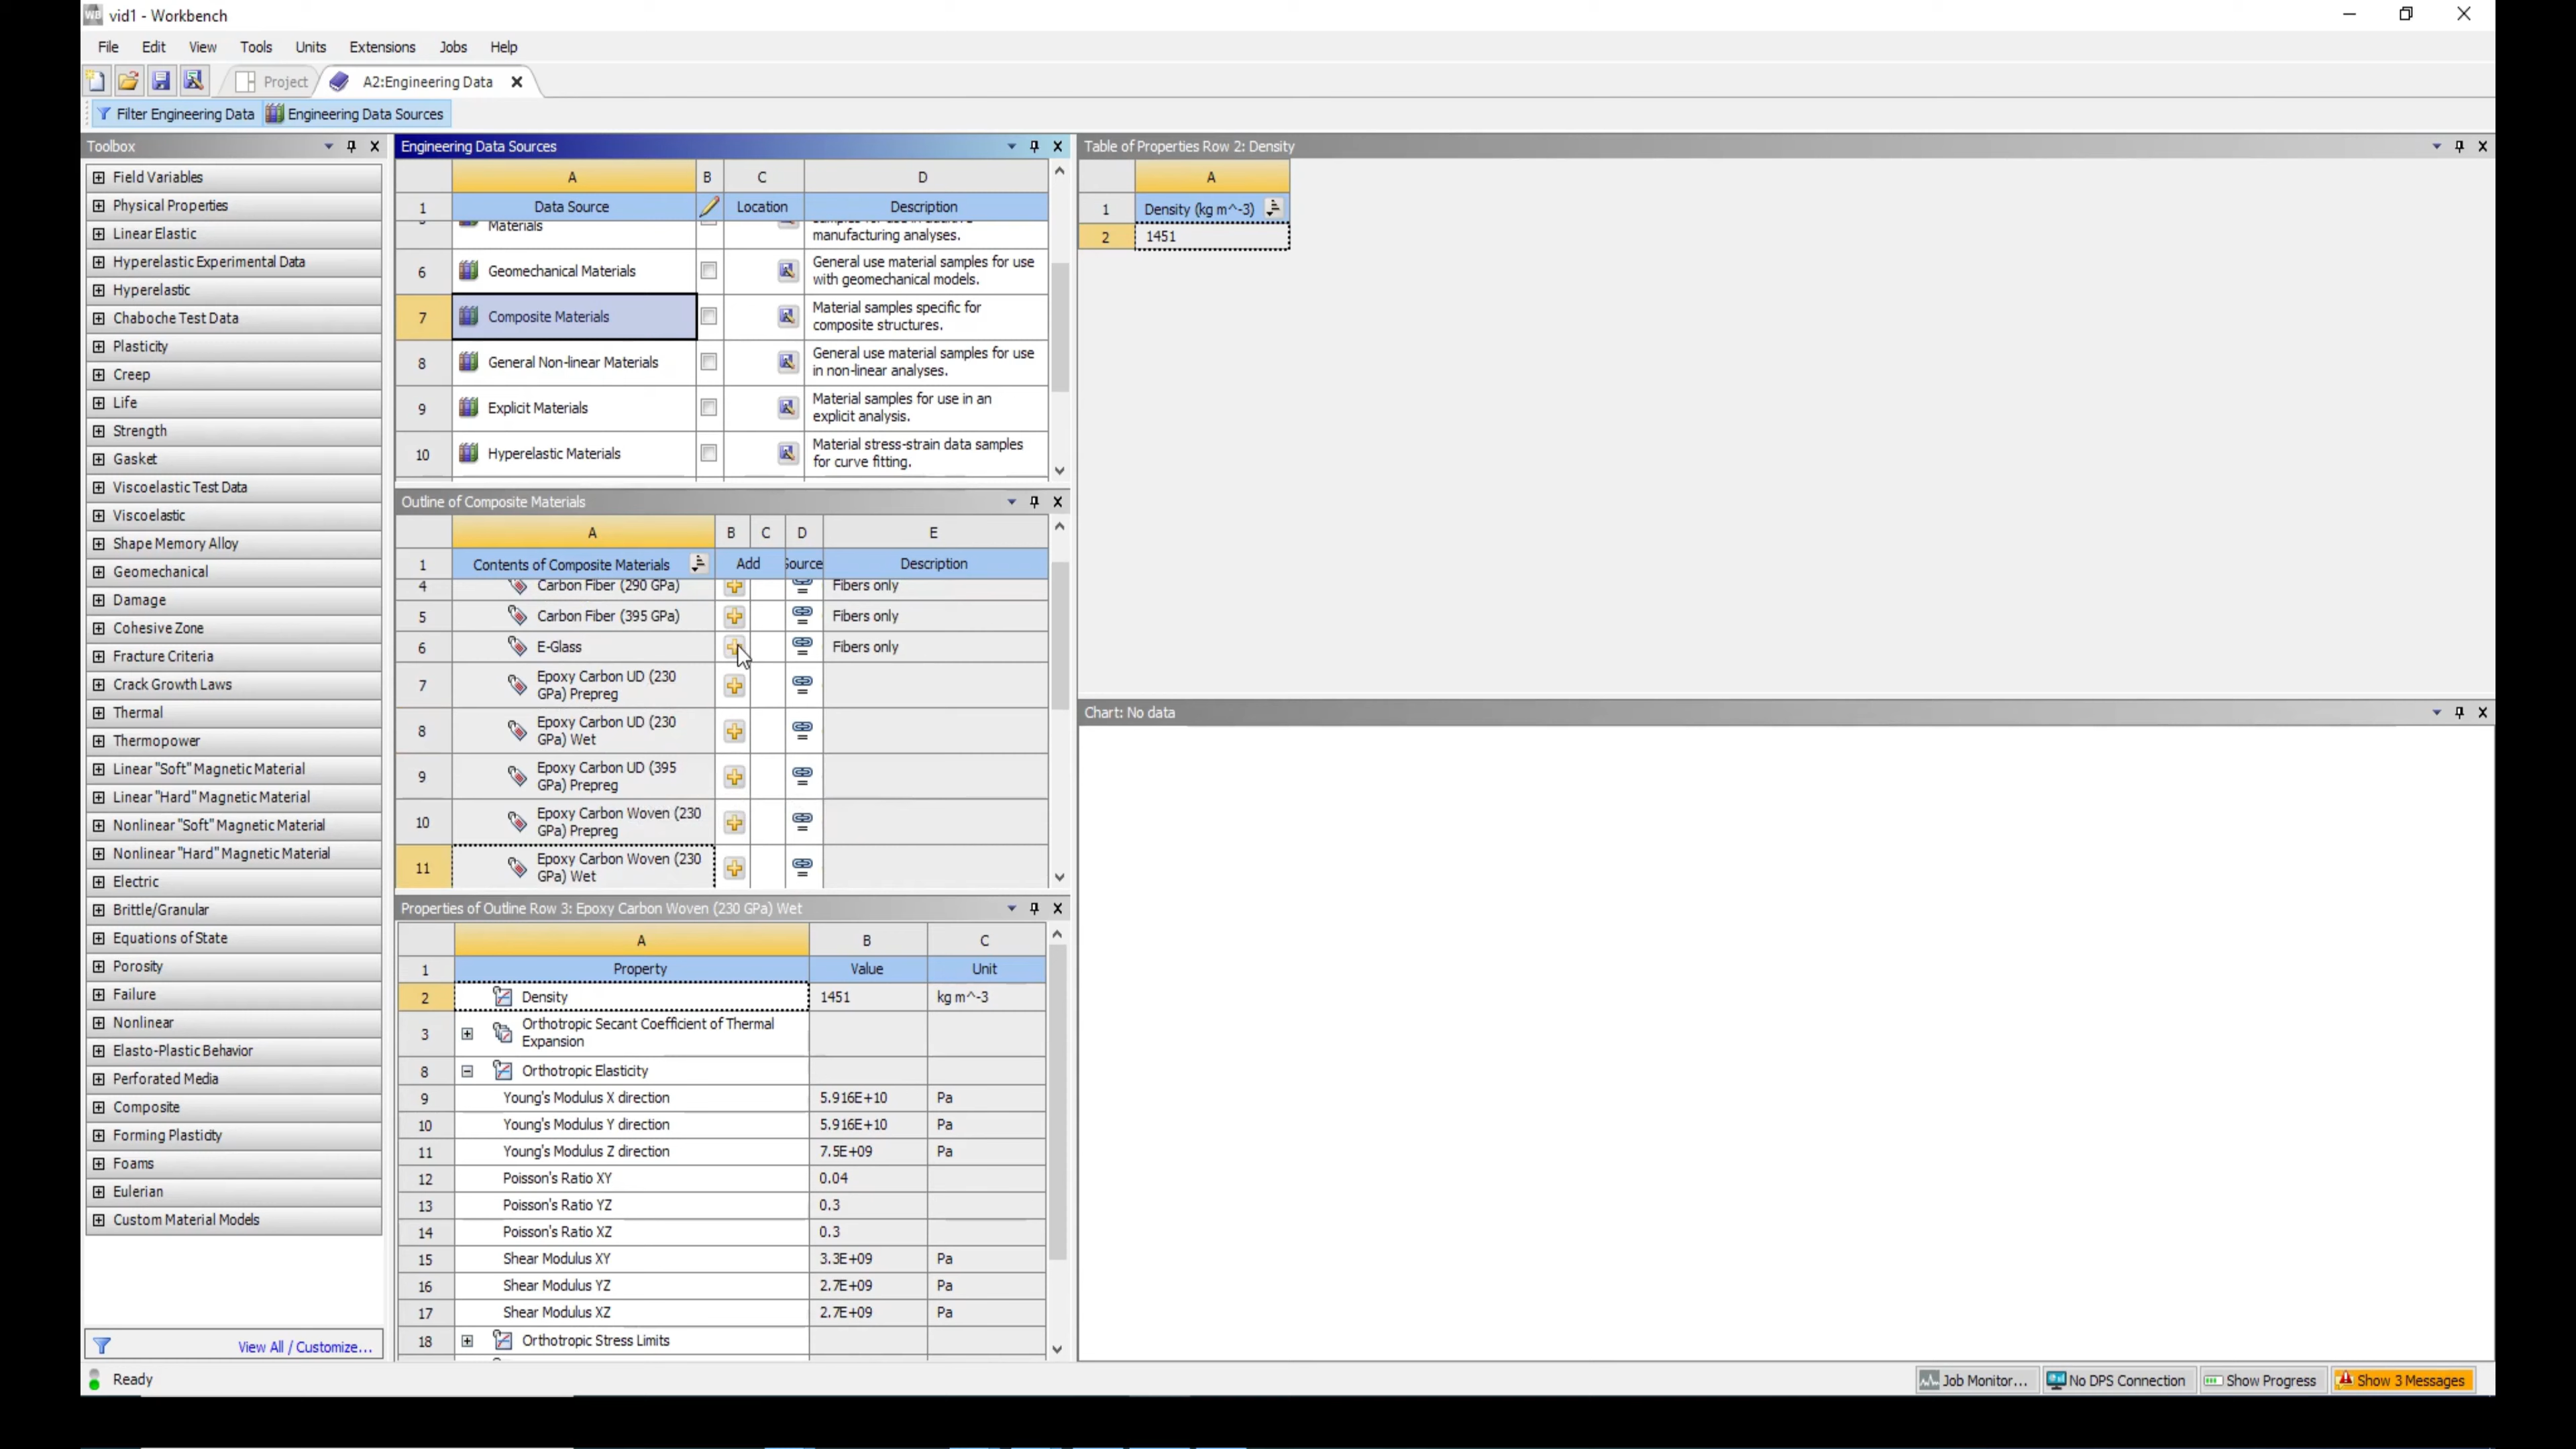 vid1 - Workbench
File Edit View Tools Units Extensions Jobs Help
Project A2:Engineering Data
Filter Engineering Data Engineering Data Sources
Toolbox
Field Variables
Physical Properties
Linear Elastic
Hyperelastic Experimental Data
Hyperelastic
Chaboche Test Data
Plasticity
Creep
Life
Strength
Gasket
Viscoelastic Test Data
Viscoelastic
Shape Memory Alloy
Geomechanical
Damage
Cohesive Zone
Fracture Criteria
Crack Growth Laws
Thermal
Thermopower
Linear "Soft" Magnetic Material
Linear "Hard" Magnetic Material
Nonlinear "Soft" Magnetic Material
Nonlinear "Hard" Magnetic Material
Electric
Brittle/Granular
Equations of State
Porosity
Failure
Nonlinear
Elasto-Plastic Behavior
Perforated Media
Composite
Forming Plasticity
Foams
Eulerian
Custom Material Models
View All / Customize...
Engineering Data Sources
A B C D
1 Data Source Location Description
Materials
manufacturing analyses.
6 Geomechanical Materials General use material samples for use
with geomechanical models.
7 Composite Materials Material samples specific for
composite structures.
8 General Non-linear Materials General use material samples for use
in non-linear analyses.
9 Explicit Materials Material samples for use in an
explicit analysis.
10 Hyperelastic Materials Material stress-strain data samples
for curve fitting.
Outline of Composite Materials
A B C D E
1 Contents of Composite Materials Add Source Description
4 Carbon Fiber (290 GPa) Fibers only
5 Carbon Fiber (395 GPa) Fibers only
6 E-Glass Fibers only
7 Epoxy Carbon UD (230
GPa) Prepreg
8 Epoxy Carbon UD (230
GPa) Wet
9 Epoxy Carbon UD (395
GPa) Prepreg
10 Epoxy Carbon Woven (230
GPa) Prepreg
11 Epoxy Carbon Woven (230
GPa) Wet
Properties of Outline Row 3: Epoxy Carbon Woven (230 GPa) Wet
A B C
1 Property Value Unit
2 Density 1451 kg m^-3
3 Orthotropic Secant Coefficient of Thermal
Expansion
8 Orthotropic Elasticity
9 Young's Modulus X direction 5.916E+10 Pa
10 Young's Modulus Y direction 5.916E+10 Pa
11 Young's Modulus Z direction 7.5E+09 Pa
12 Poisson's Ratio XY 0.04
13 Poisson's Ratio YZ 0.3
14 Poisson's Ratio XZ 0.3
15 Shear Modulus XY 3.3E+09 Pa
16 Shear Modulus YZ 2.7E+09 Pa
17 Shear Modulus XZ 2.7E+09 Pa
18 Orthotropic Stress Limits
Table of Properties Row 2: Density
A
1 Density (kg m^-3)
2 1451
Chart: No data
Ready Job Monitor... No DPS Connection Show Progress Show 3 Messages